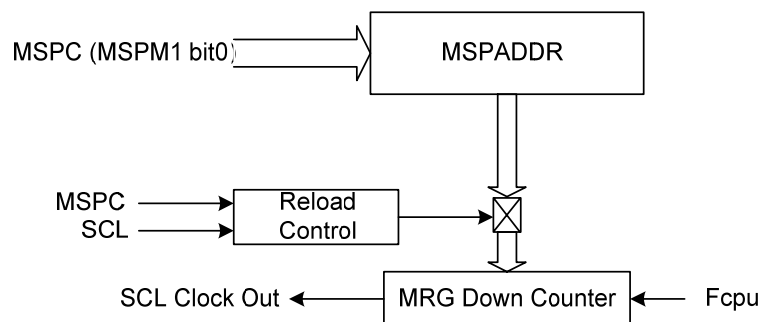 MSPC (MSPM1 bit0)
MSPADDR
MSPC
SCL
Reload
Control
SCL Clock Out
MRG Down Counter
Fcpu